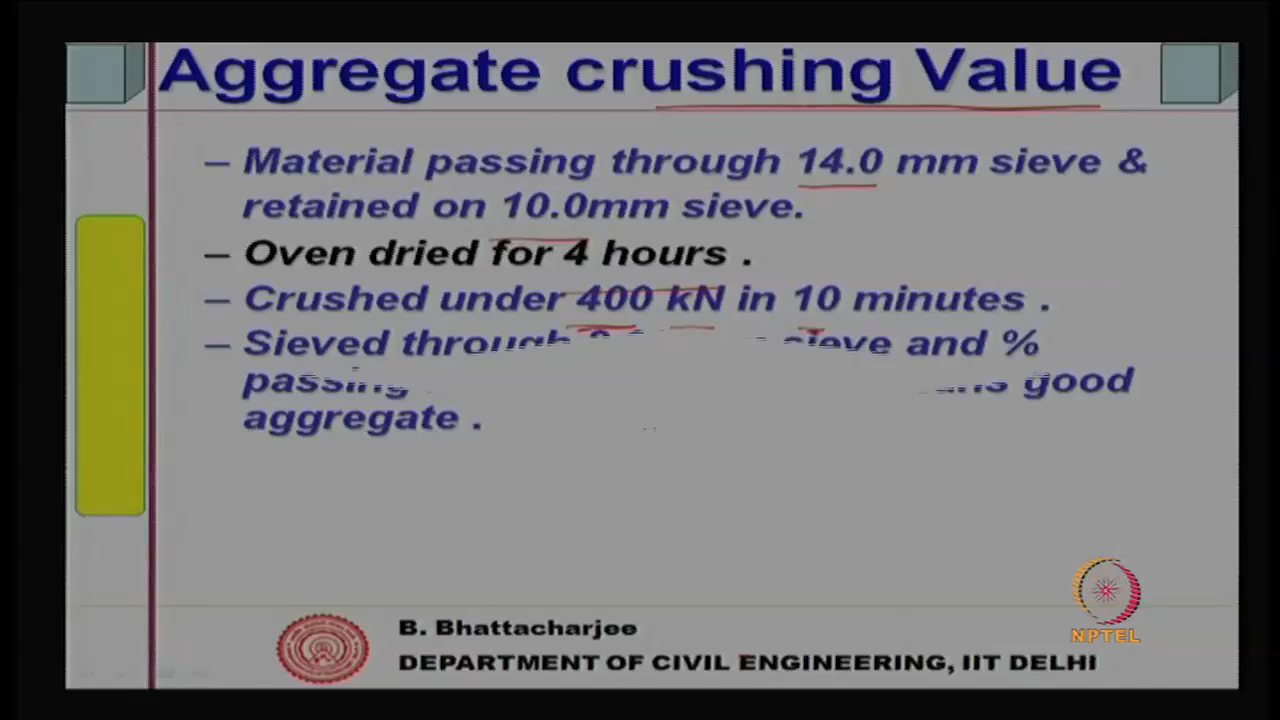 Aggregate crushing Value
– Material passing through 14.0 mm sieve &
retained on 10.0mm sieve.
– Oven dried for 4 hours .
– Crushed under 400 kN in 10 minutes .
– Sieved through sieve and %
passing good
aggregate .
B. Bhattacharjee
DEPARTMENT OF CIVIL ENGINEERING, IIT DELHI
NPTEL